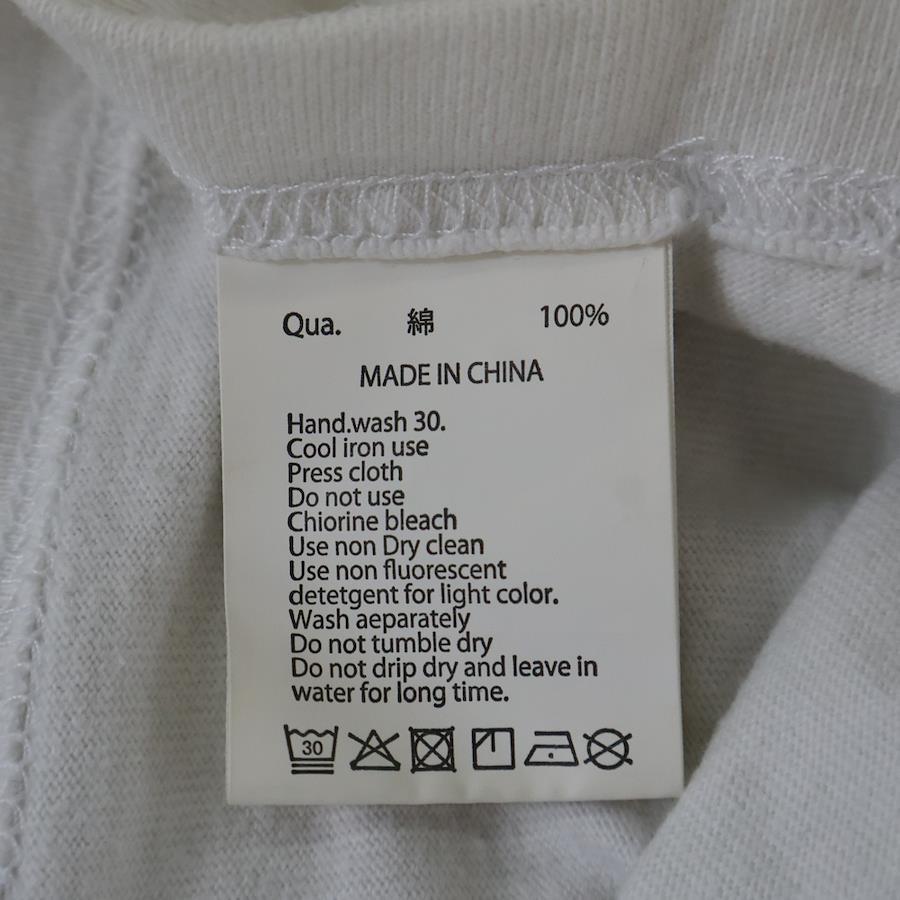 Qua. 綿 100%
MADE IN CHINA
Hand.wash 30.
Cool iron use
Press cloth
Do not use
Chiorine bleach
Use non Dry clean
Use non fluorescent
detetgent for light color.
Wash aeparately
Do not tumble dry
Do not drip dry and leave in
water for long time.
30